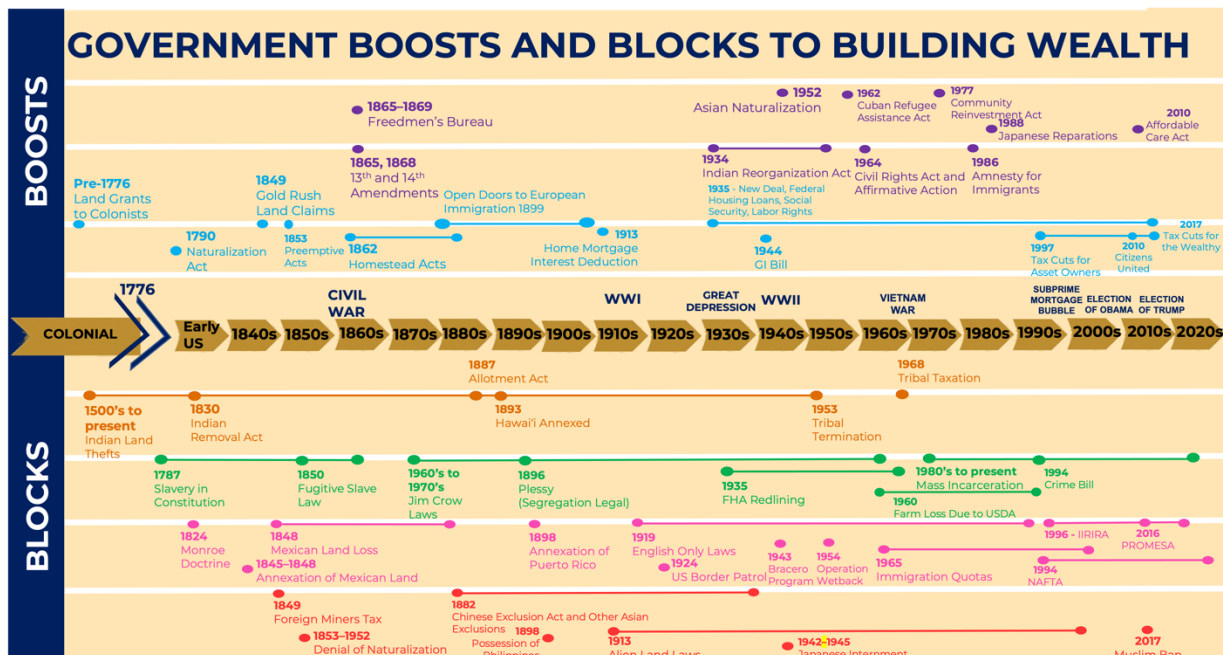 GOVERNMENT BOOSTS AND BLOCKS TO BUILDING WEALTH
BOOSTS
1865–1869
Freedmen's Bureau
1952
Asian Naturalization
1962
Cuban Refugee
Assistance Act
1977
Community
Reinvestment Act
1988
Japanese Reparations
2010
Affordable
Care Act
1865, 1868
13th and 14th
Amendments
1934
Indian Reorganization Act
1964
Civil Rights Act and
Affirmative Action
1986
Amnesty for
Immigrants
Pre-1776
Land Grants
to Colonists
1849
Gold Rush
Land Claims
Open Doors to European
Immigration 1899
1935 - New Deal, Federal
Housing Loans, Social
Security, Labor Rights
1790
Naturalization
Act
1853
Preemptive
Acts
1862
Homestead Acts
1913
Home Mortgage
Interest Deduction
1944
GI Bill
1997
Tax Cuts for
Asset Owners
2010
Citizens
United
2017
Tax Cuts for
the Wealthy
1776
CIVIL
WAR
WWI
GREAT
DEPRESSION
WWII
VIETNAM
WAR
SUBPRIME
MORTGAGE
BUBBLE
ELECTION
OF OBAMA
ELECTION
OF TRUMP
COLONIAL
Early
US
1840s
1850s
1860s
1870s
1880s
1890s
1900s
1910s
1920s
1930s
1940s
1950s
1960s
1970s
1980s
1990s
2000s
2010s
2020s
BLOCKS
1887
Allotment Act
1968
Tribal Taxation
1500's to
present
Indian Land
Thefts
1830
Indian
Removal Act
1893
Hawai'i Annexed
1953
Tribal
Termination
1787
Slavery in
Constitution
1850
Fugitive Slave
Law
1960's to
1970's
Jim Crow
Laws
1896
Plessy
(Segregation Legal)
1935
FHA Redlining
1980's to present
Mass Incarceration
1994
Crime Bill
1960
Farm Loss Due to USDA
1824
Monroe
Doctrine
1848
Mexican Land Loss
1845–1848
Annexation of Mexican Land
1898
Annexation of
Puerto Rico
1919
English Only Laws
1924
US Border Patrol
1943
Bracero
Program
1954
Operation
Wetback
1965
Immigration Quotas
1996 - IIRIRA
2016
PROMESA
1994
NAFTA
1849
Foreign Miners Tax
1853–1952
Denial of Naturalization
1882
Chinese Exclusion Act and Other Asian
Exclusions
1898
Possession of
Philippines
1913
Alien Land Laws
1942–1945
Japanese Internment
2017
Muslim Ban